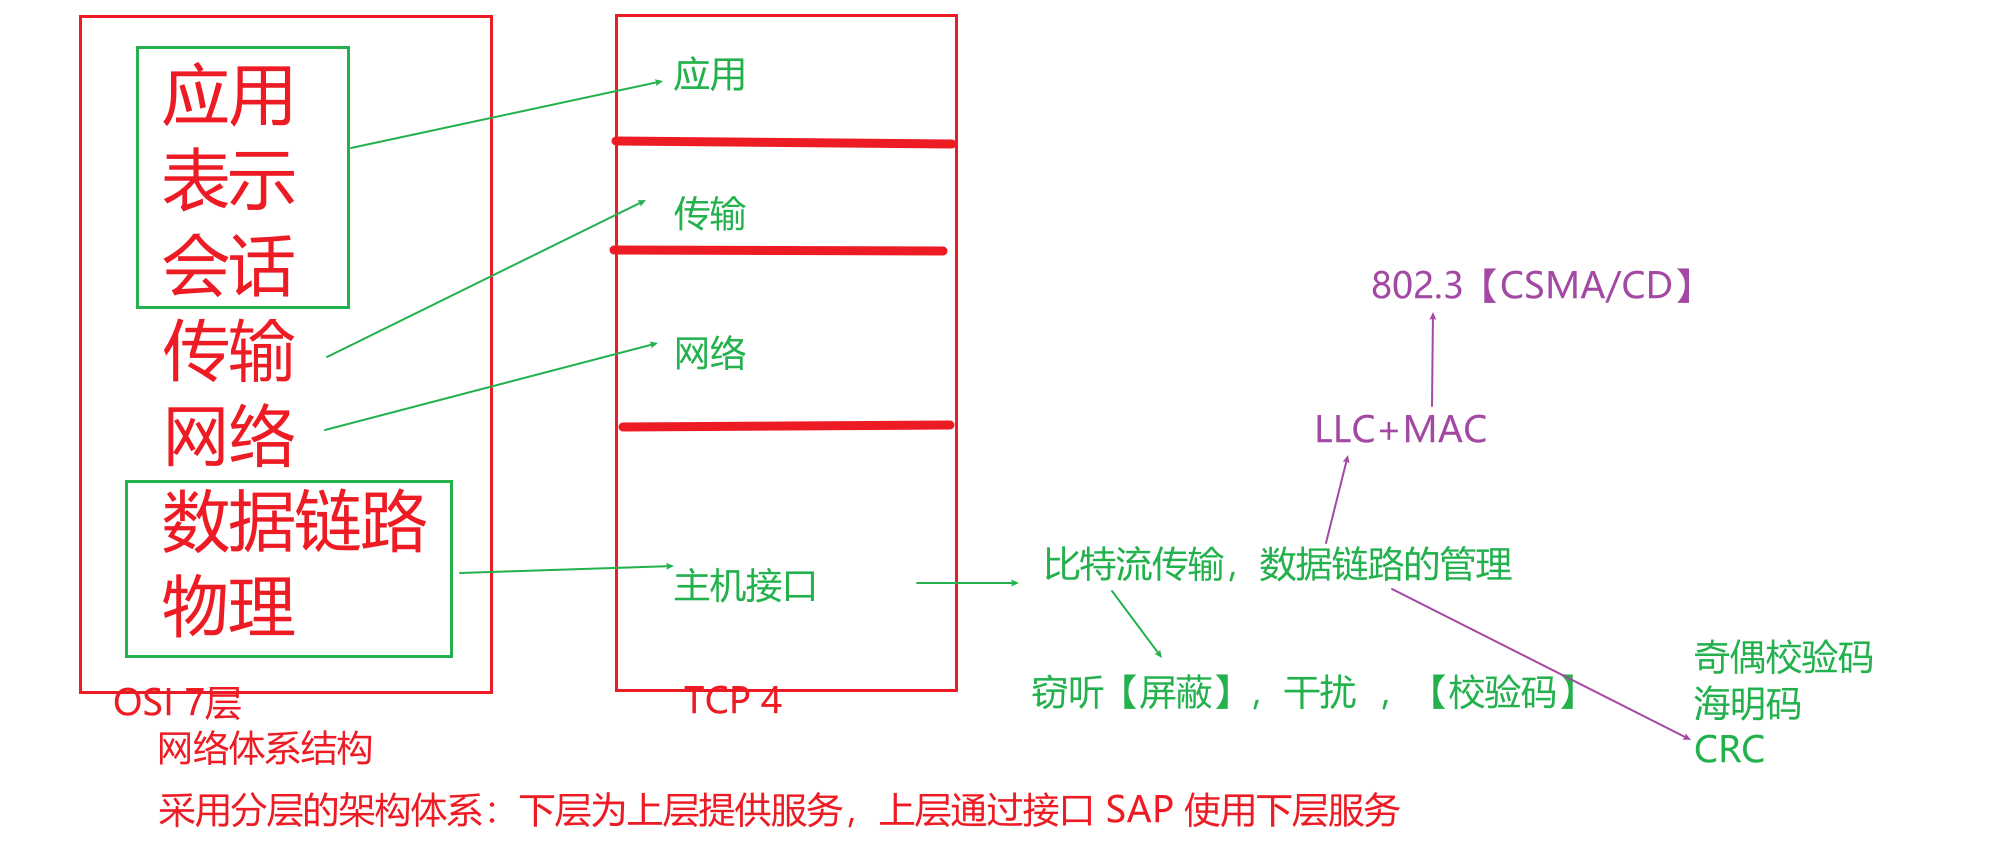 应用
表示
会话
传输
网络
数据链路
物理
OSI 7层
网络体系结构
应用
传输
网络
主机接口
TCP 4
802.3【CSMA/CD】
LLC+MAC
比特流传输，数据链路的管理
窃听【屏蔽】，干扰 ，【校验码】
奇偶校验码
海明码
CRC
采用分层的架构体系：下层为上层提供服务，上层通过接口 SAP 使用下层服务